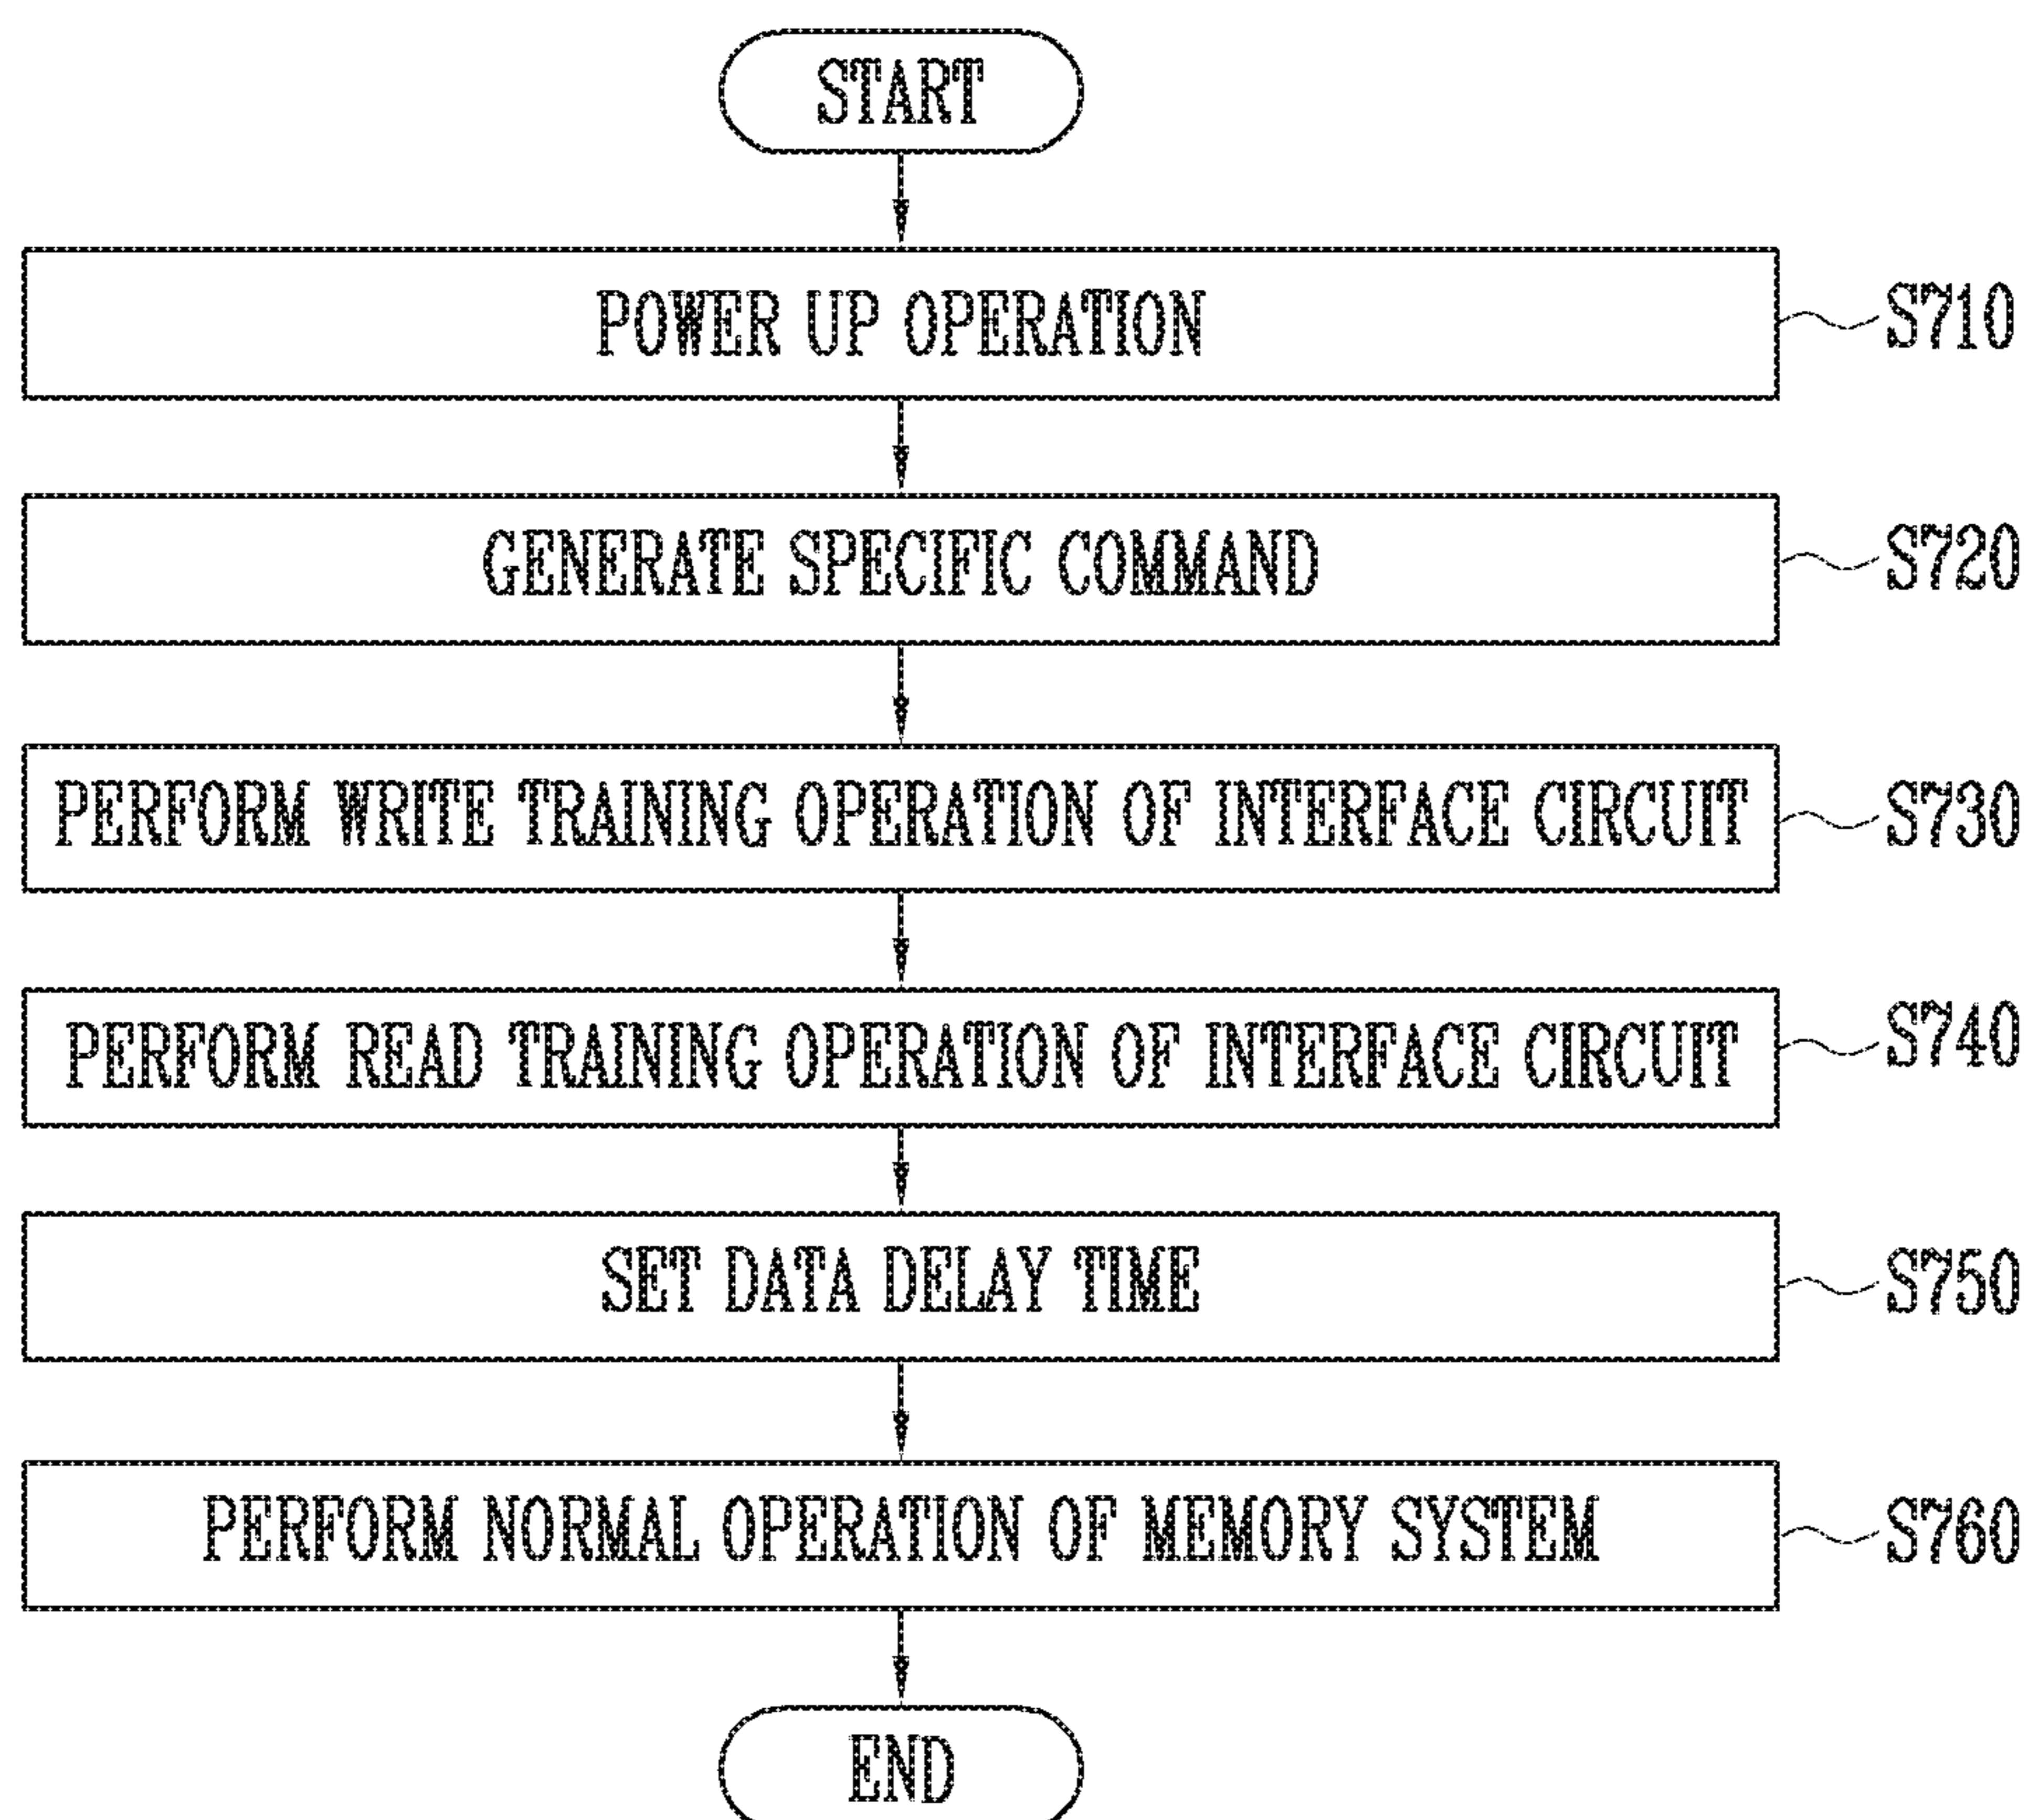 START
POWER UP OPERATION
S710
GENERATE SPECIFIC COMMAND
S720
PERFORM WRITE TRAINING OPERATION OF INTERFACE CIRCUIT
S730
PERFORM READ TRAINING OPERATION OF INTERFACE CIRCUIT
S740
SET DATA DELAY TIME
S750
PERFORM NORMAL OPERATION OF MEMORY SYSTEM
S760
END